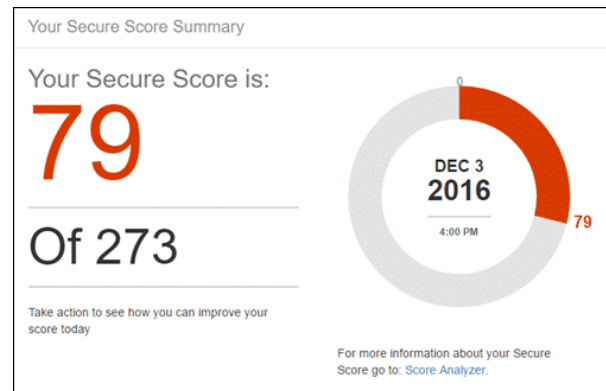 Your Secure Score Summary
Your Secure Score is:
79
Of 273
Take action to see how you can improve your
score today
0
DEC 3
2016
4:00 PM
79
For more information about your Secure
Score go to: Score Analyzer.